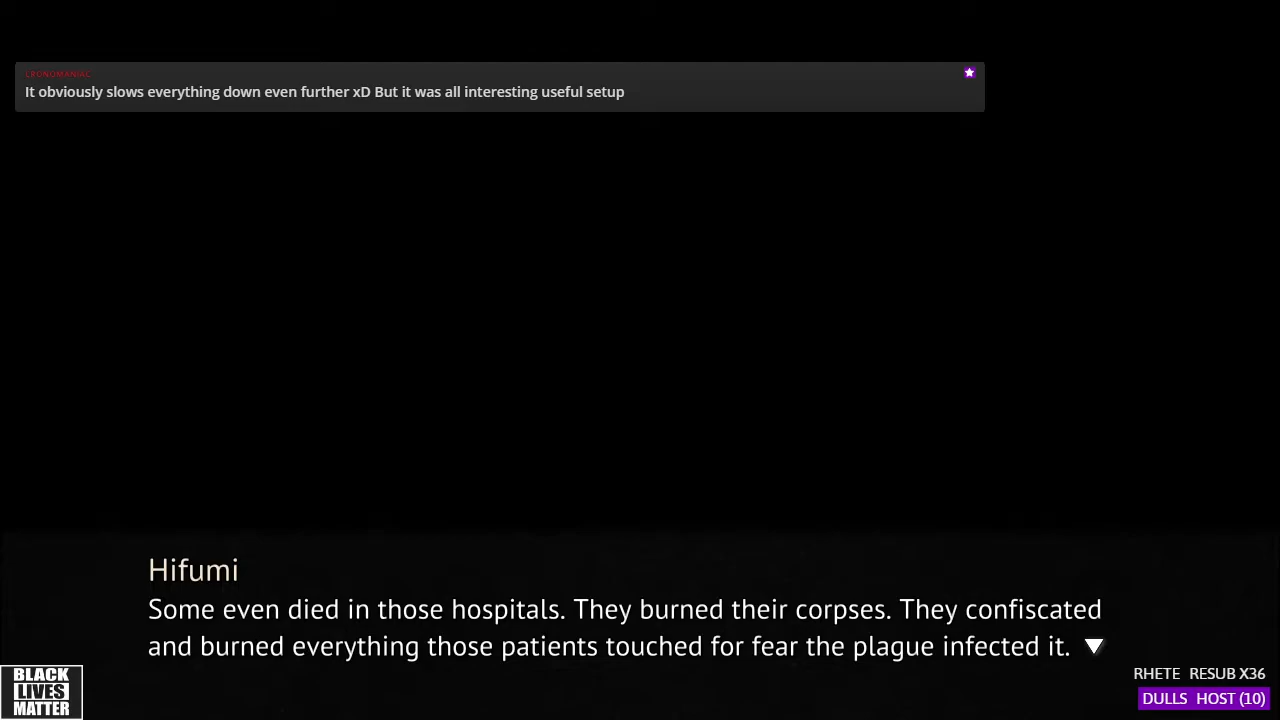 CRONOMANIAC
It obviously slows everything down even further xD But it was all interesting useful setup
Hifumi
Some even died in those hospitals. They burned their corpses. They confiscated
and burned everything those patients touched for fear the plague infected it.
BLACK
LIVES
MATTER
RHETE RESUB X36
DULLS HOST (10)